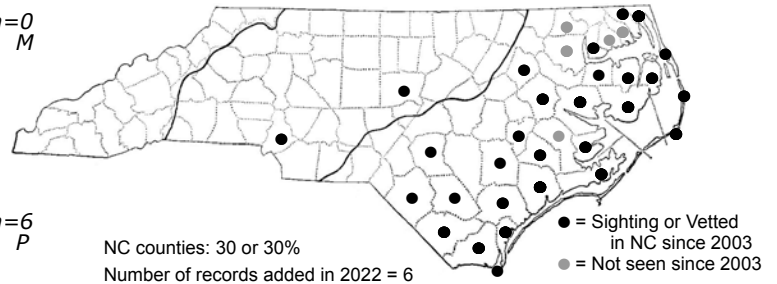 n=0
M
n=6
P
NC counties: 30 or 30%
Number of records added in 2022 = 6
● = Sighting or Vetted
in NC since 2003
● = Not seen since 2003